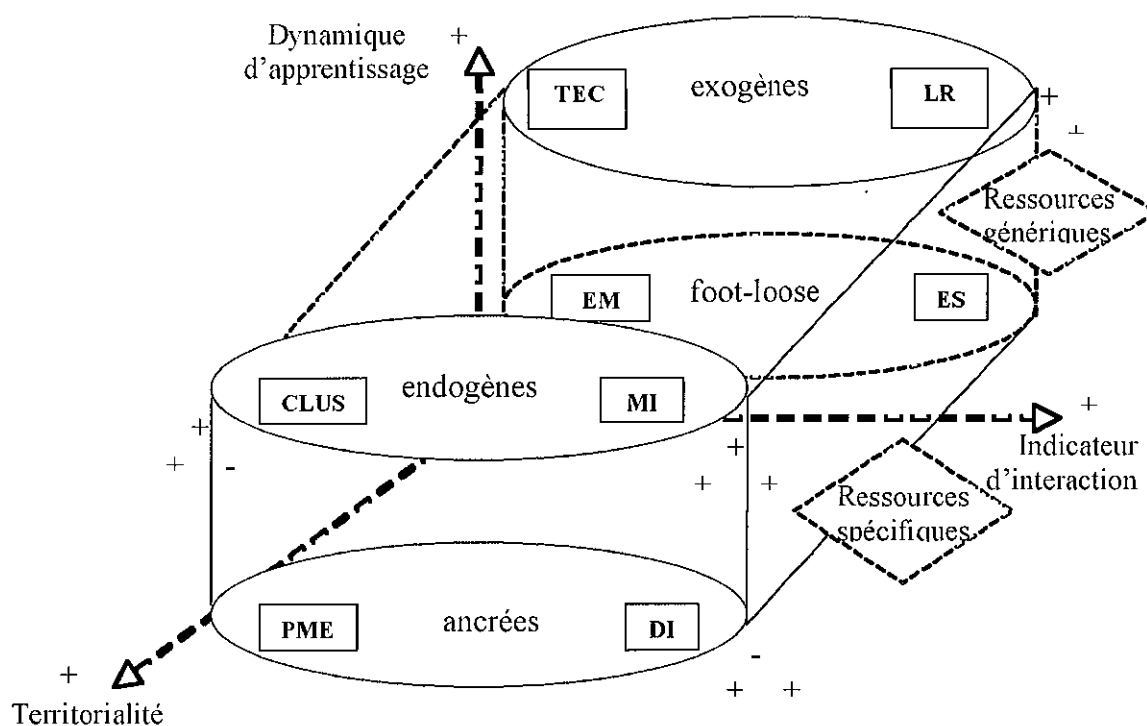 Dynamique
d'apprentissage
+
TEC
exogènes
LR
+
+
Ressources
génériques
EM
foot-loose
ES
CLUS
endogènes
MI
+
+
+
-
+
+
+
Indicateur
d'interaction
Ressources
spécifiques
PME
ancrées
DI
-
+
+
+
Territorialité